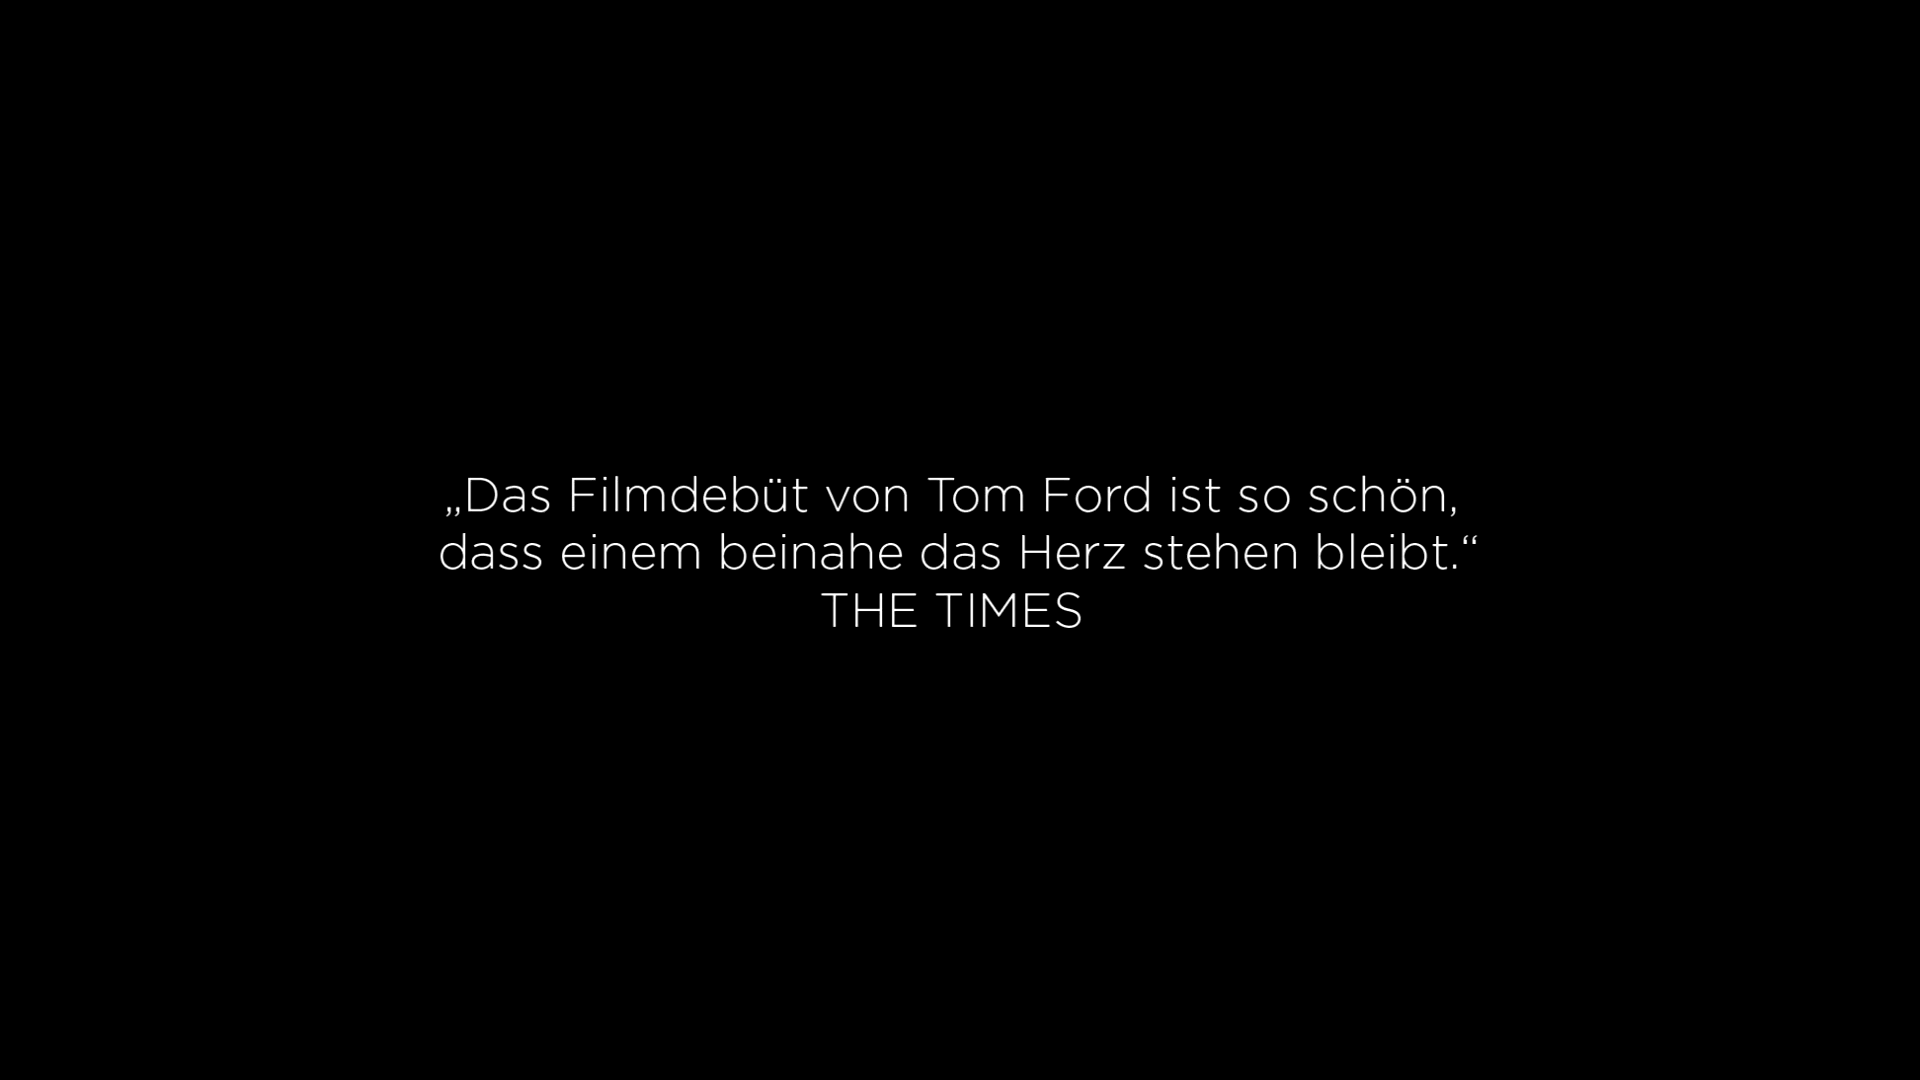 „Das Filmdebüt von Tom Ford ist so schön,
dass einem beinahe das Herz stehen bleibt.“
THE TIMES